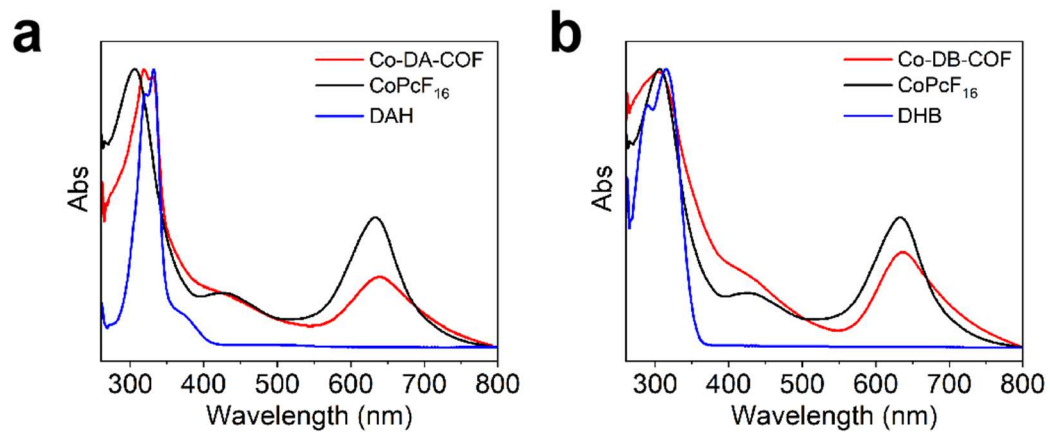 a
Co-DA-COF
CoPcF₁₆
DAH
Abs
300 400 500 600 700 800
Wavelength (nm)
b
Co-DB-COF
CoPcF₁₆
DHB
Abs
300 400 500 600 700 800
Wavelength (nm)